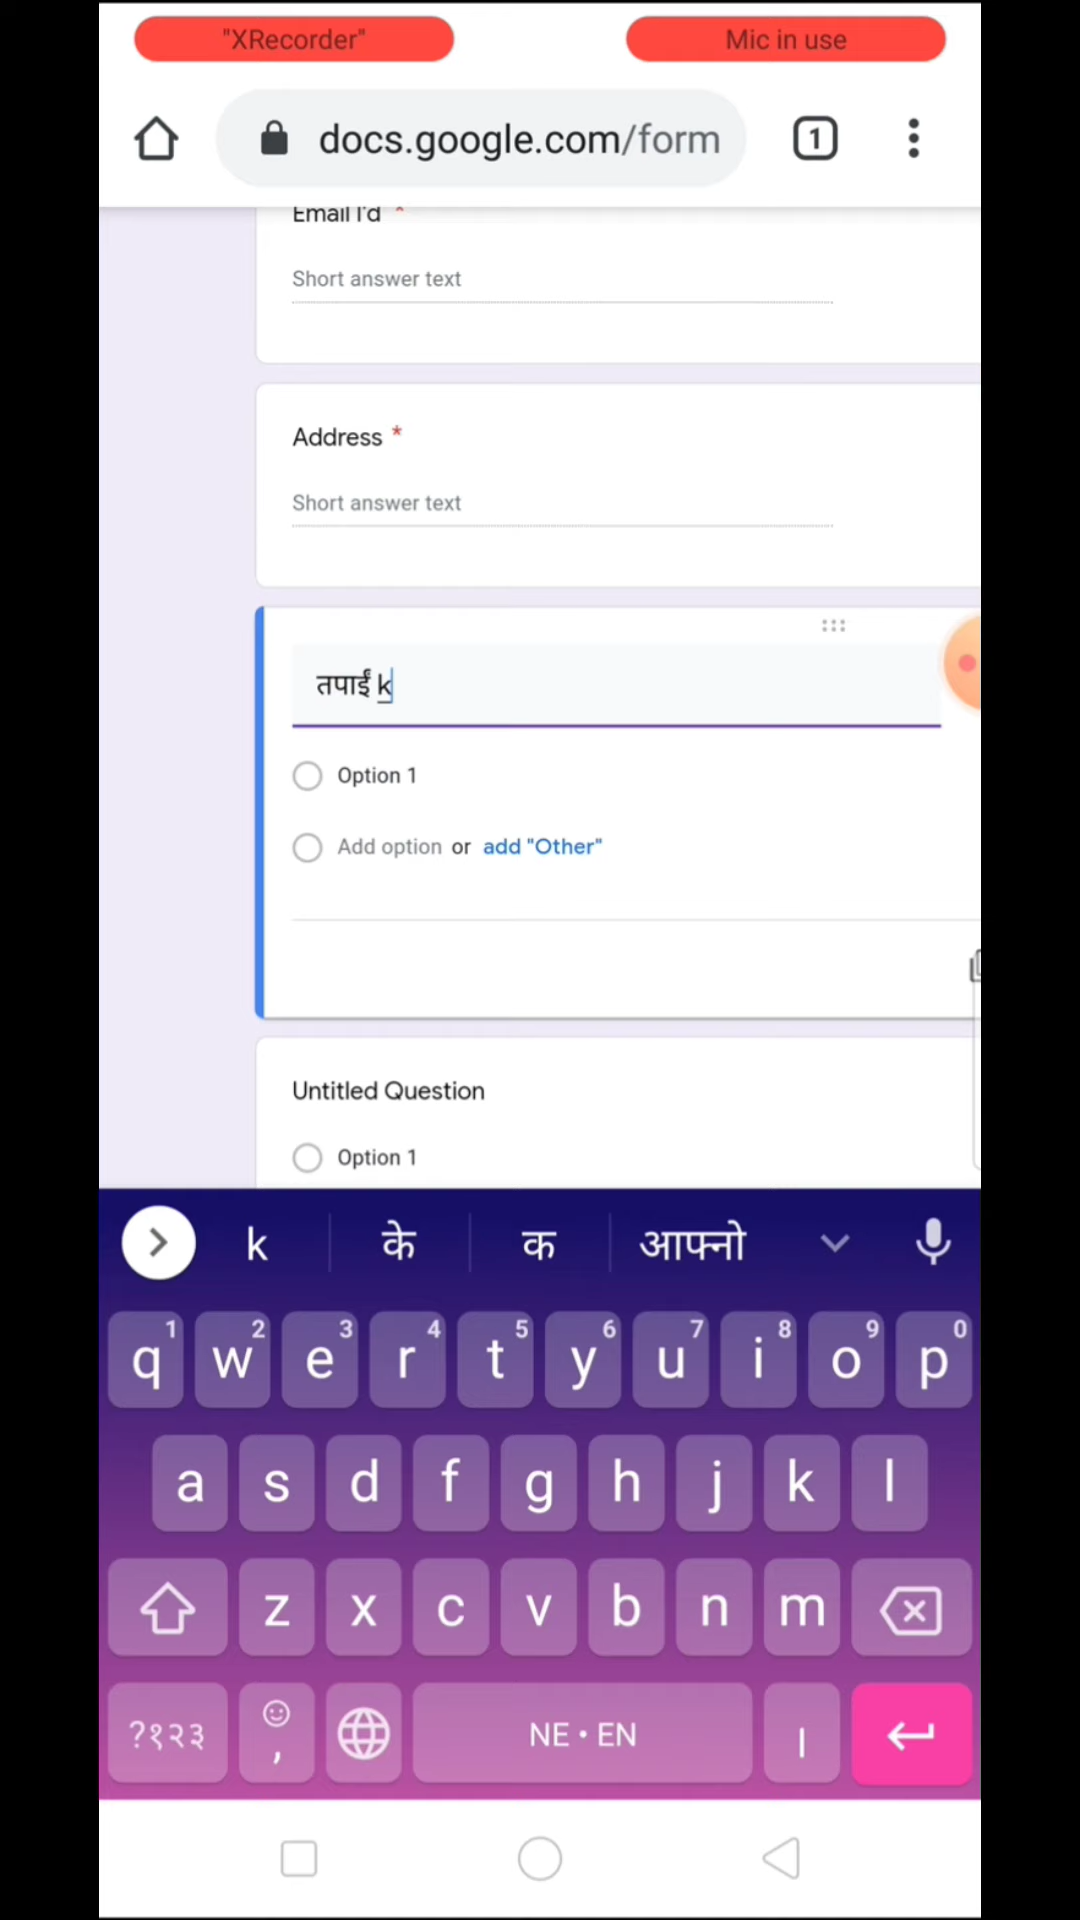 "XRecorder" Mic in use
docs.google.com/form 1
Email I'd *
Short answer text
Address *
Short answer text
तपाईं k
Option 1
Add option or add "Other"
Untitled Question
Option 1
k के क आफ्नो
1 2 3 4 5 6 7 8 9 0
q w e r t y u i o p
a s d f g h j k l
z x c v b n m
?१२३ , NE • EN ।